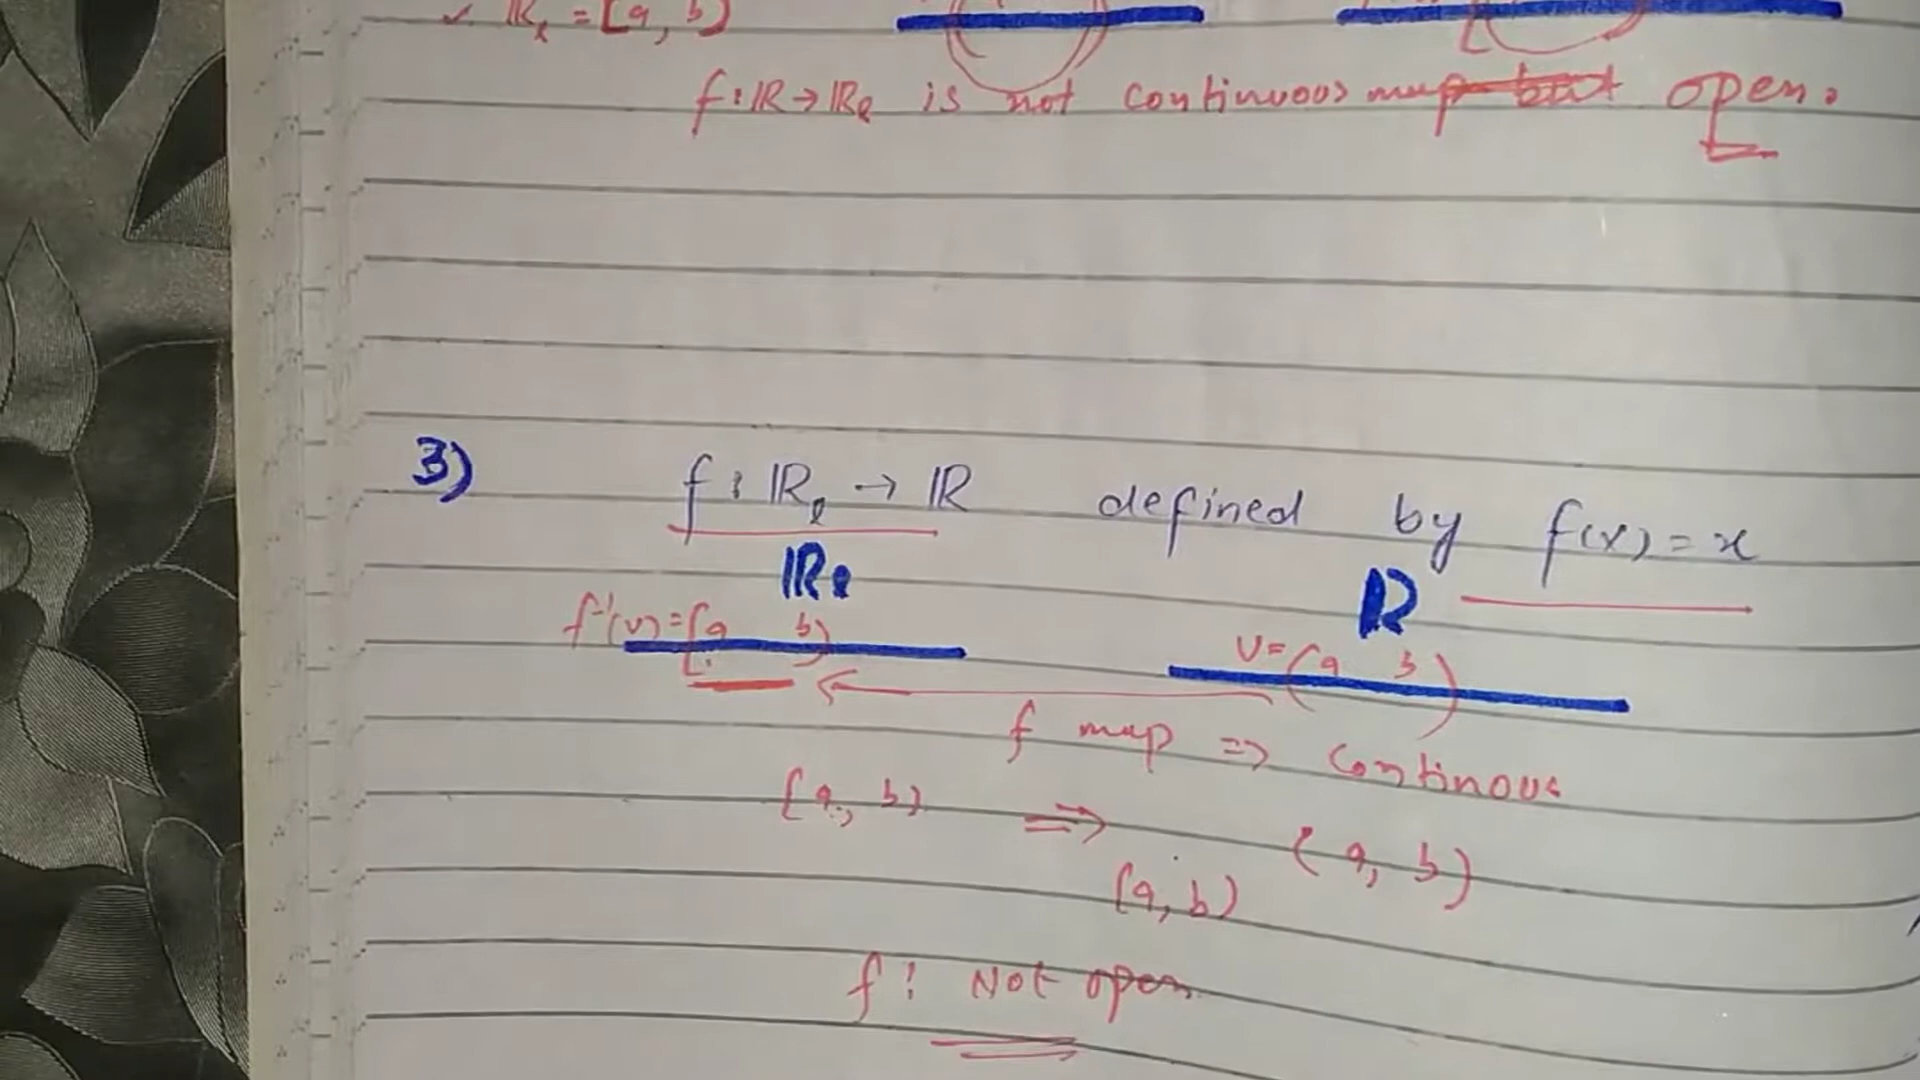 ✓ ℝₗ = [a, b)
f : ℝ → ℝₗ is not continuous map but open.
3) f : ℝₗ → ℝ defined by f(x) = x
ℝₗ ℝ
f⁻¹(v) = [a b) V = (a b)
f map ⇒ Continous
[a, b) ⇒ (a, b)
[a, b)
f : Not open